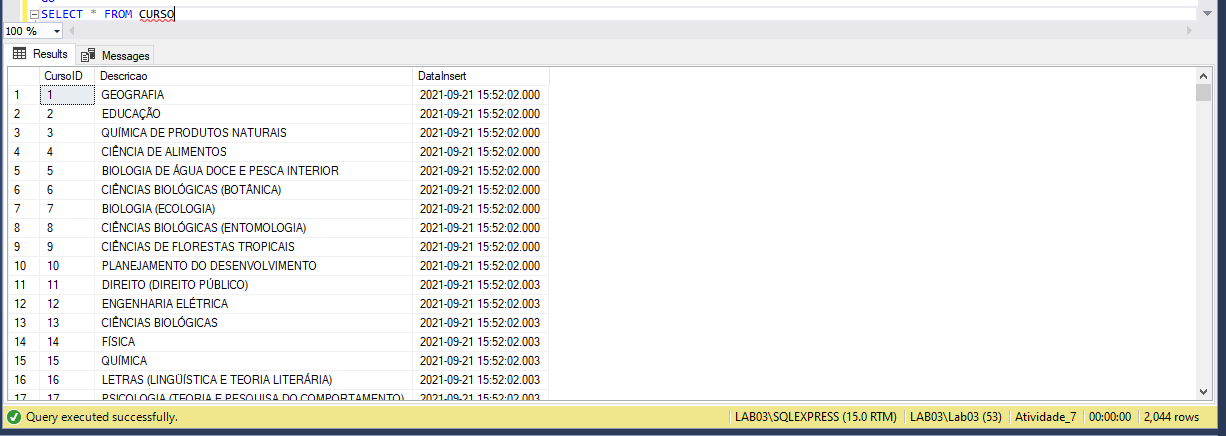 SELECT * FROM CURSO
100 %
Results Messages
CursoID Descricao DataInsert
1 1 GEOGRAFIA 2021-09-21 15:52:02.000
2 2 EDUCAÇÃO 2021-09-21 15:52:02.000
3 3 QUÍMICA DE PRODUTOS NATURAIS 2021-09-21 15:52:02.000
4 4 CIÊNCIA DE ALIMENTOS 2021-09-21 15:52:02.000
5 5 BIOLOGIA DE ÁGUA DOCE E PESCA INTERIOR 2021-09-21 15:52:02.000
6 6 CIÊNCIAS BIOLÓGICAS (BOTÂNICA) 2021-09-21 15:52:02.000
7 7 BIOLOGIA (ECOLOGIA) 2021-09-21 15:52:02.000
8 8 CIÊNCIAS BIOLÓGICAS (ENTOMOLOGIA) 2021-09-21 15:52:02.000
9 9 CIÊNCIAS DE FLORESTAS TROPICAIS 2021-09-21 15:52:02.000
10 10 PLANEJAMENTO DO DESENVOLVIMENTO 2021-09-21 15:52:02.000
11 11 DIREITO (DIREITO PÚBLICO) 2021-09-21 15:52:02.003
12 12 ENGENHARIA ELÉTRICA 2021-09-21 15:52:02.003
13 13 CIÊNCIAS BIOLÓGICAS 2021-09-21 15:52:02.003
14 14 FÍSICA 2021-09-21 15:52:02.003
15 15 QUÍMICA 2021-09-21 15:52:02.003
16 16 LETRAS (LINGÜÍSTICA E TEORIA LITERÁRIA) 2021-09-21 15:52:02.003
17 17 PSICOLOGIA (TEORIA E PESQUISA DO COMPORTAMENTO) 2021-09-21 15:52:02.003
Query executed successfully. LAB03\SQLEXPRESS (15.0 RTM) LAB03\Lab03 (53) Atividade_7 00:00:00 2,044 rows